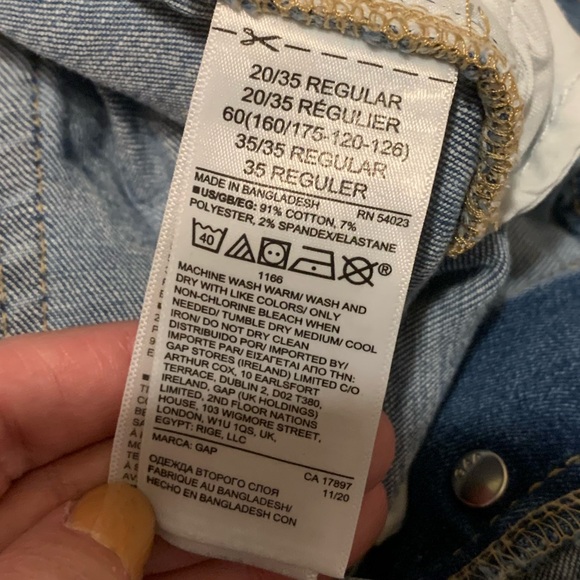 20/35 REGULAR
20/35 RÉGULIER
60(160/175-120-126)
35/35 REGULAR
35 REGULER
MADE IN BANGLADESH RN 54023
■US/GB/EG: 91% COTTON, 7%
POLYESTER, 2% SPANDEX/ELASTANE
40
®
1166
MACHINE WASH WARM/ WASH AND
DRY WITH LIKE COLORS/ ONLY
NON-CHLORINE BLEACH WHEN
NEEDED/ TUMBLE DRY MEDIUM/ COOL
IRON/ DO NOT DRY CLEAN
DISTRIBUIDO POR/ IMPORTED BY/
IMPORTE PAR/ ΕΙΣΑΓΕΤΑΙ ΑΠΟ ΤΗΝ:
GAP STORES (IRELAND) LIMITED C/O
ARTHUR COX, 10 EARLSFORT
TERRACE, DUBLIN 2, D02 T380,
IRELAND, GAP (UK HOLDINGS)
LIMITED, 2ND FLOOR NATIONS
HOUSE, 103 WIGMORE STREET,
LONDON, W1U 1QS, UK,
EGYPT: RIGE, LLC
MARCA: GAP
CA 17897
11/20
ОДЕЖДА ВТОРОГО СЛОЯ
FABRIQUE AU BANGLADESH/
HECHO EN BANGLADESH CON